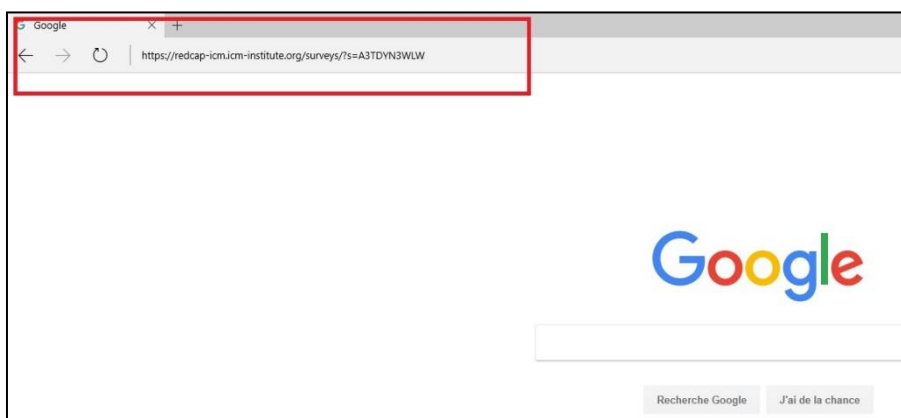 Google
https://redcap-icm.icm-institute.org/surveys/?s=A3TDYN3WLW
Google
Recherche Google J'ai de la chance